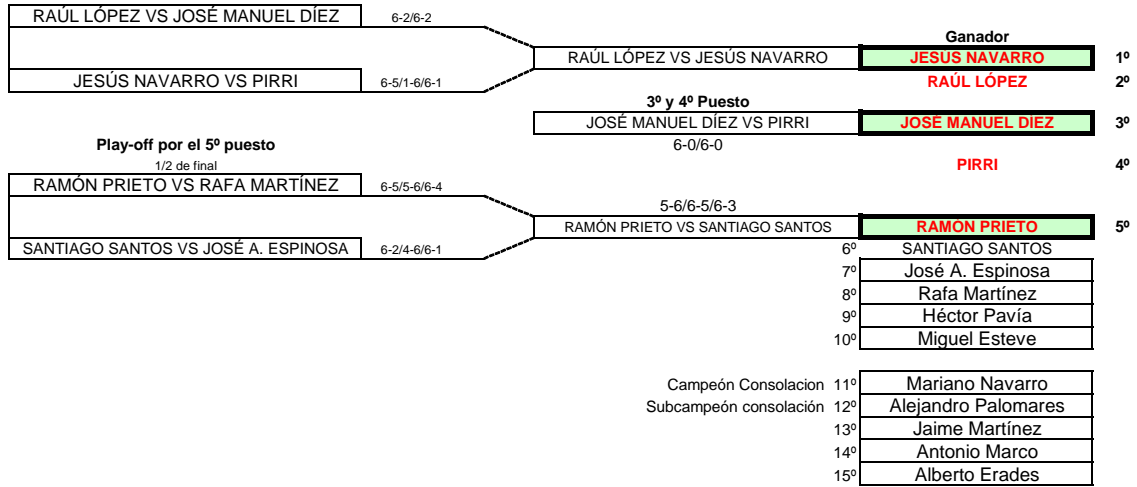 RAÚL LÓPEZ VS JOSÉ MANUEL DÍEZ 6-2/6-2
Ganador
RAÚL LÓPEZ VS JESÚS NAVARRO JESÚS NAVARRO 1º
JESÚS NAVARRO VS PIRRI 6-5/1-6/6-1 RAÚL LÓPEZ 2º
3º y 4º Puesto
JOSÉ MANUEL DÍEZ VS PIRRI JOSÉ MANUEL DÍEZ 3º
Play-off por el 5º puesto 6-0/6-0
1/2 de final PIRRI 4º
RAMÓN PRIETO VS RAFA MARTÍNEZ 6-5/5-6/6-4
5-6/6-5/6-3
RAMÓN PRIETO VS SANTIAGO SANTOS RAMÓN PRIETO 5º
SANTIAGO SANTOS VS JOSÉ A. ESPINOSA 6-2/4-6/6-1 6º SANTIAGO SANTOS
7º José A. Espinosa
8º Rafa Martínez
9º Héctor Pavía
10º Miguel Esteve
Campeón Consolacion 11º Mariano Navarro
Subcampeón consolación 12º Alejandro Palomares
13º Jaime Martínez
14º Antonio Marco
15º Alberto Erades